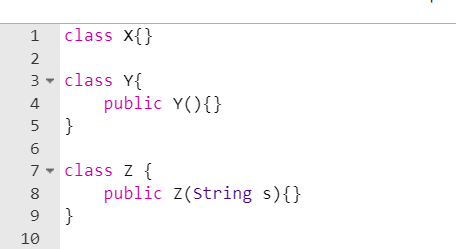 1 class X{}
2
3 class Y{
4     public Y(){}
5 }
6
7 class Z {
8     public Z(String s){}
9 }
10